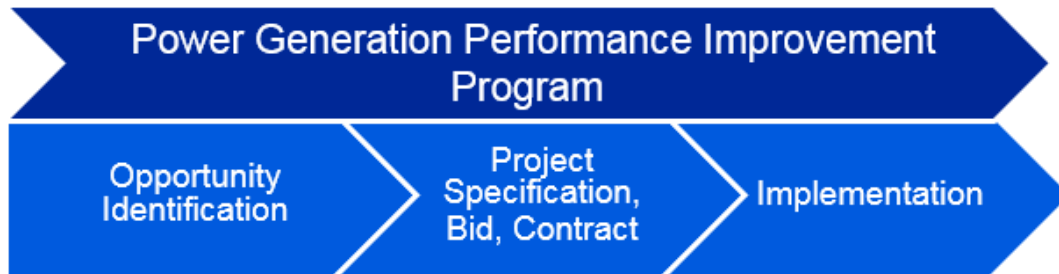 Power Generation Performance Improvement
Program
Opportunity
Identification
Project
Specification,
Bid, Contract
Implementation